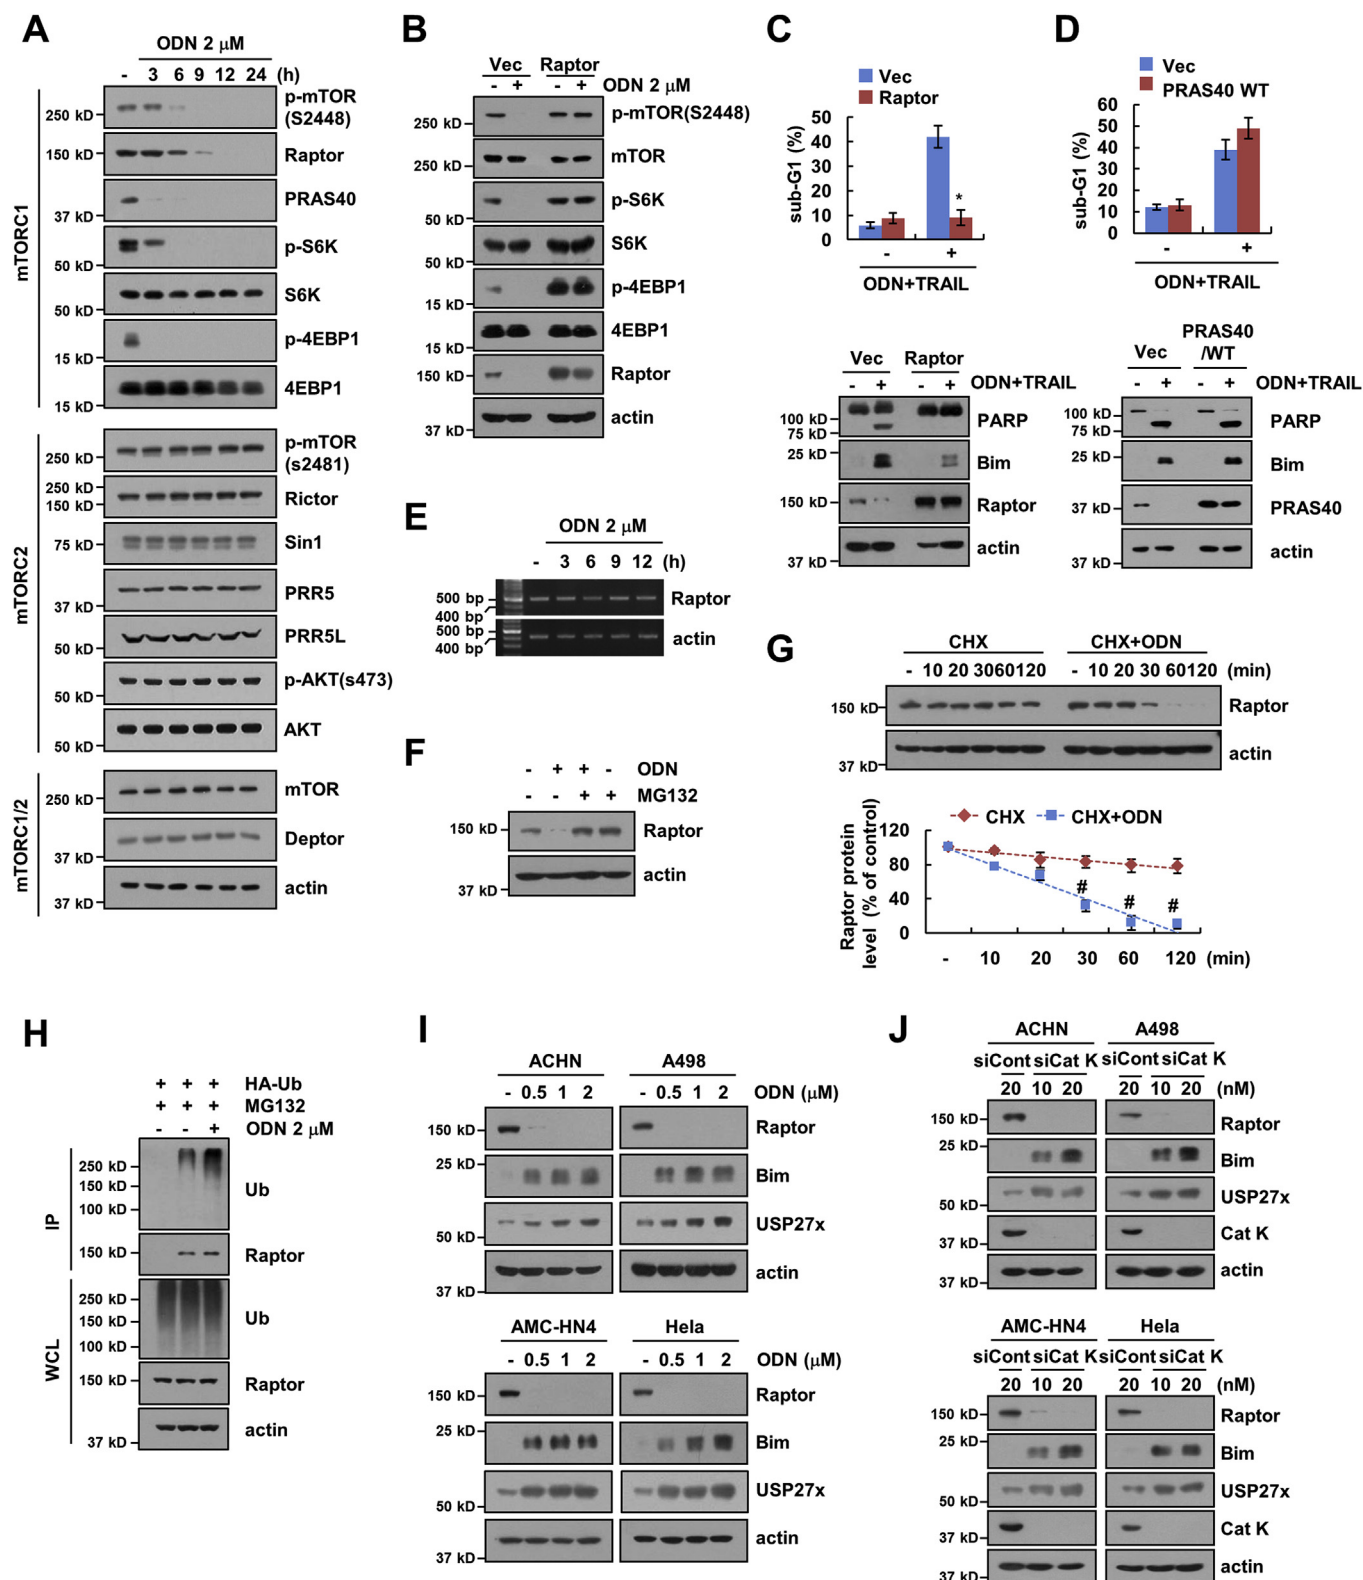 A
ODN 2 μM
- 3 6 9 12 24 (h)
mTORC1
250 kD
p-mTOR
(S2448)
150 kD
Raptor
37 kD
PRAS40
50 kD
p-S6K
50 kD
S6K
15 kD
p-4EBP1
15 kD
4EBP1
mTORC2
250 kD
p-mTOR
(s2481)
250 kD
150 kD
Rictor
75 kD
Sin1
37 kD
PRR5
50 kD
PRR5L
50 kD
p-AKT(s473)
50 kD
AKT
mTORC1/2
250 kD
mTOR
37 kD
Deptor
37 kD
actin
B
Vec Raptor
- + - + ODN 2 μM
250 kD
p-mTOR(S2448)
250 kD
mTOR
50 kD
p-S6K
50 kD
S6K
15 kD
p-4EBP1
15 kD
4EBP1
150 kD
Raptor
37 kD
actin
C
Vec
Raptor
sub-G1 (%)
50
40
30
20
10
0
*
- +
ODN+TRAIL
Vec Raptor
- + - + ODN+TRAIL
100 kD
75 kD
PARP
25 kD
Bim
150 kD
Raptor
37 kD
actin
D
Vec
PRAS40 WT
sub-G1 (%)
60
50
40
30
20
10
0
- +
ODN+TRAIL
Vec PRAS40
/WT
- + - + ODN+TRAIL
100 kD
75 kD
PARP
25 kD
Bim
37 kD
PRAS40
37 kD
actin
E
ODN 2 μM
- 3 6 9 12 (h)
500 bp
400 bp
Raptor
500 bp
400 bp
actin
F
- + + - ODN
- - + + MG132
150 kD
Raptor
37 kD
actin
G
CHX CHX+ODN
- 10 20 30 60 120 - 10 20 30 60 120 (min)
150 kD
Raptor
37 kD
actin
CHX CHX+ODN
Raptor protein
level (% of control)
120
80
40
0
# # #
- 10 20 30 60 120 (min)
H
+ + + HA-Ub
+ + + MG132
- - + ODN 2 μM
IP
250 kD
150 kD
100 kD
Ub
150 kD
Raptor
WCL
250 kD
150 kD
100 kD
Ub
150 kD
Raptor
37 kD
actin
I
ACHN A498
- 0.5 1 2 - 0.5 1 2 ODN (μM)
150 kD
Raptor
25 kD
Bim
50 kD
USP27x
37 kD
actin
AMC-HN4 Hela
- 0.5 1 2 - 0.5 1 2 ODN (μM)
150 kD
Raptor
25 kD
Bim
50 kD
USP27x
37 kD
actin
J
ACHN A498
siCont siCat K siCont siCat K
20 10 20 20 10 20 (nM)
150 kD
Raptor
25 kD
Bim
50 kD
USP27x
37 kD
Cat K
37 kD
actin
AMC-HN4 Hela
siCont siCat K siCont siCat K
20 10 20 20 10 20 (nM)
150 kD
Raptor
25 kD
Bim
50 kD
USP27x
37 kD
Cat K
37 kD
actin